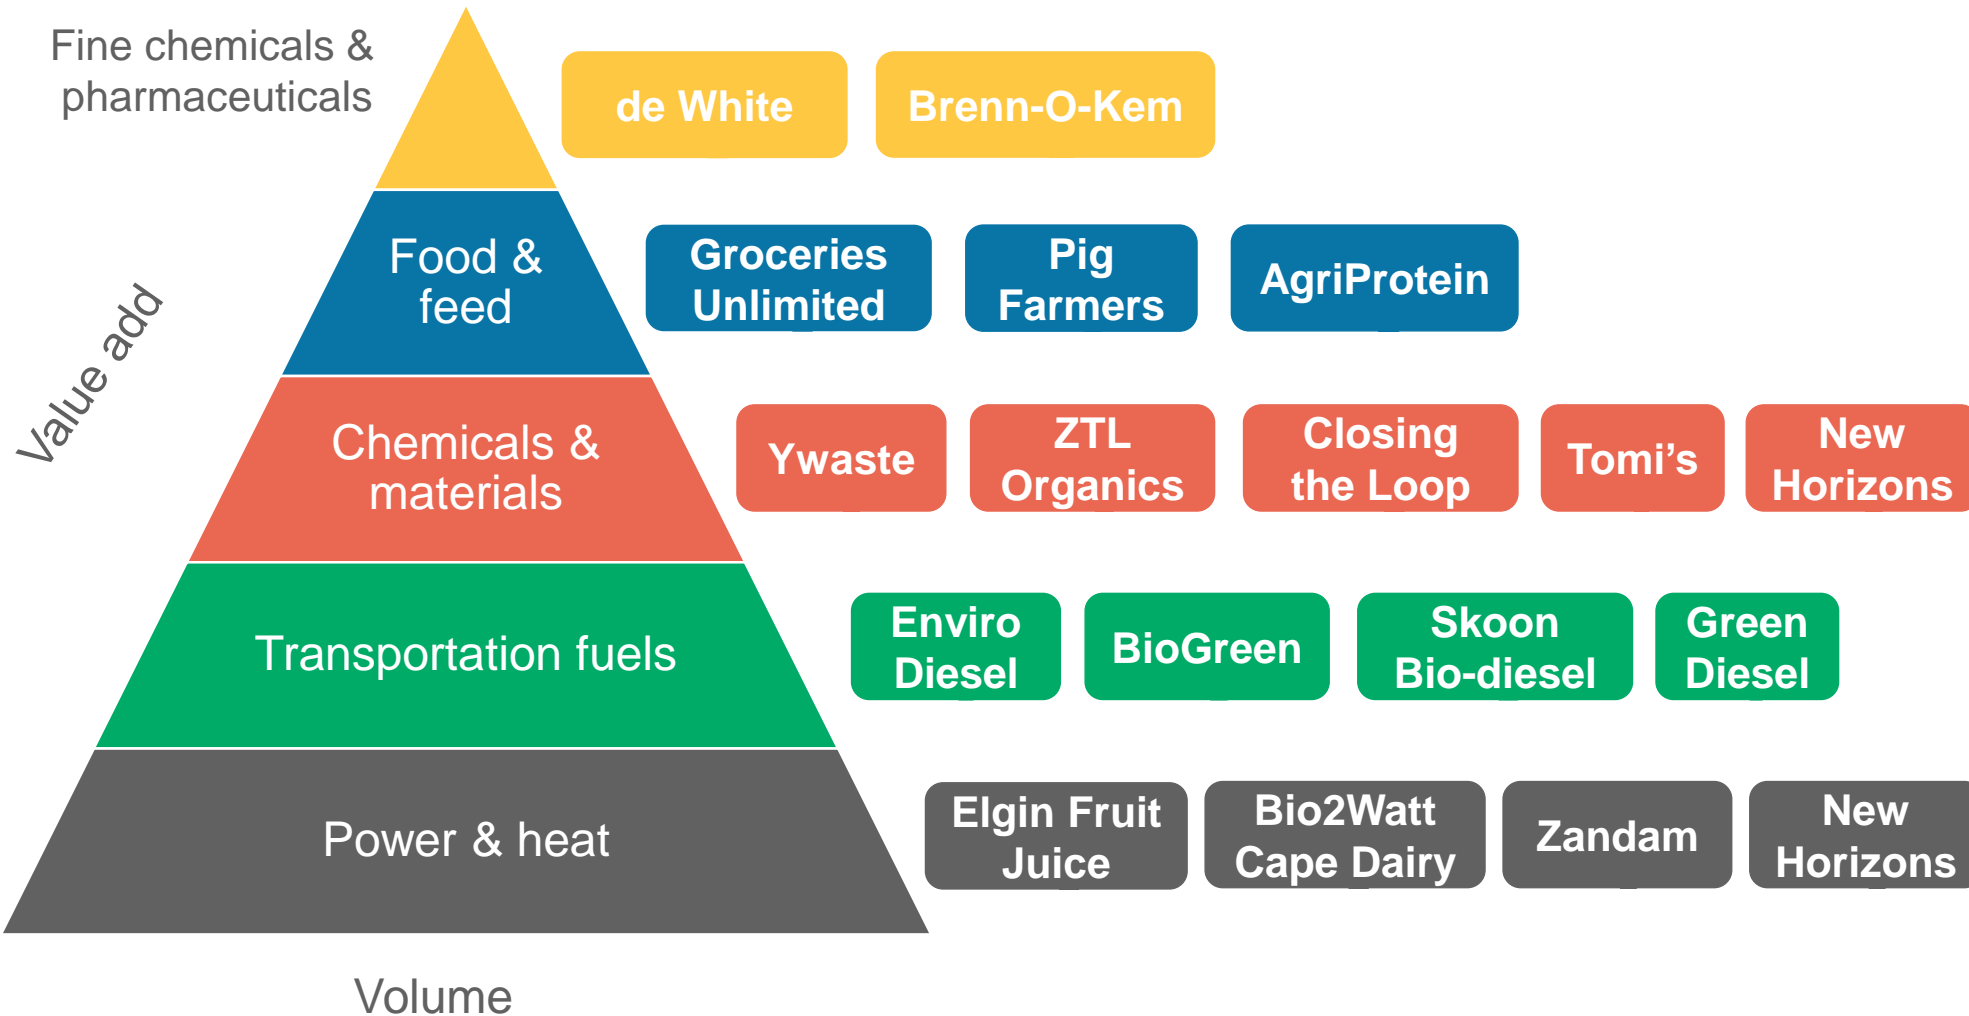 Fine chemicals &
pharmaceuticals
de White
Brenn-O-Kem
Food &
feed
Groceries
Unlimited
Pig
Farmers
AgriProtein
Value add
Chemicals &
materials
Ywaste
ZTL
Organics
Closing
the Loop
Tomi’s
New
Horizons
Transportation fuels
Enviro
Diesel
BioGreen
Skoon
Bio-diesel
Green
Diesel
Power & heat
Elgin Fruit
Juice
Bio2Watt
Cape Dairy
Zandam
New
Horizons
Volume